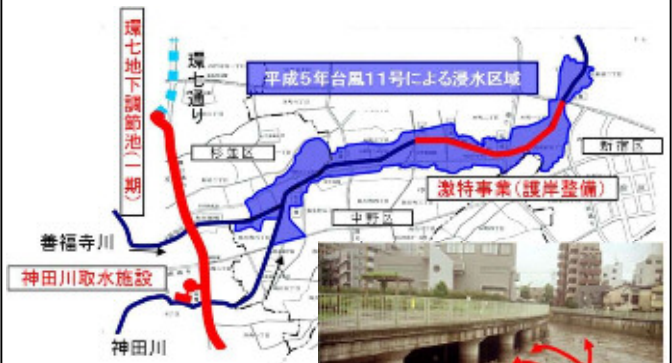 環七地下調節池(一期)
環七通り
平成5年台風11号による浸水区域
杉並区
新宿区
激特事業(護岸整備)
中野区
善福寺川
神田川取水施設
神田川